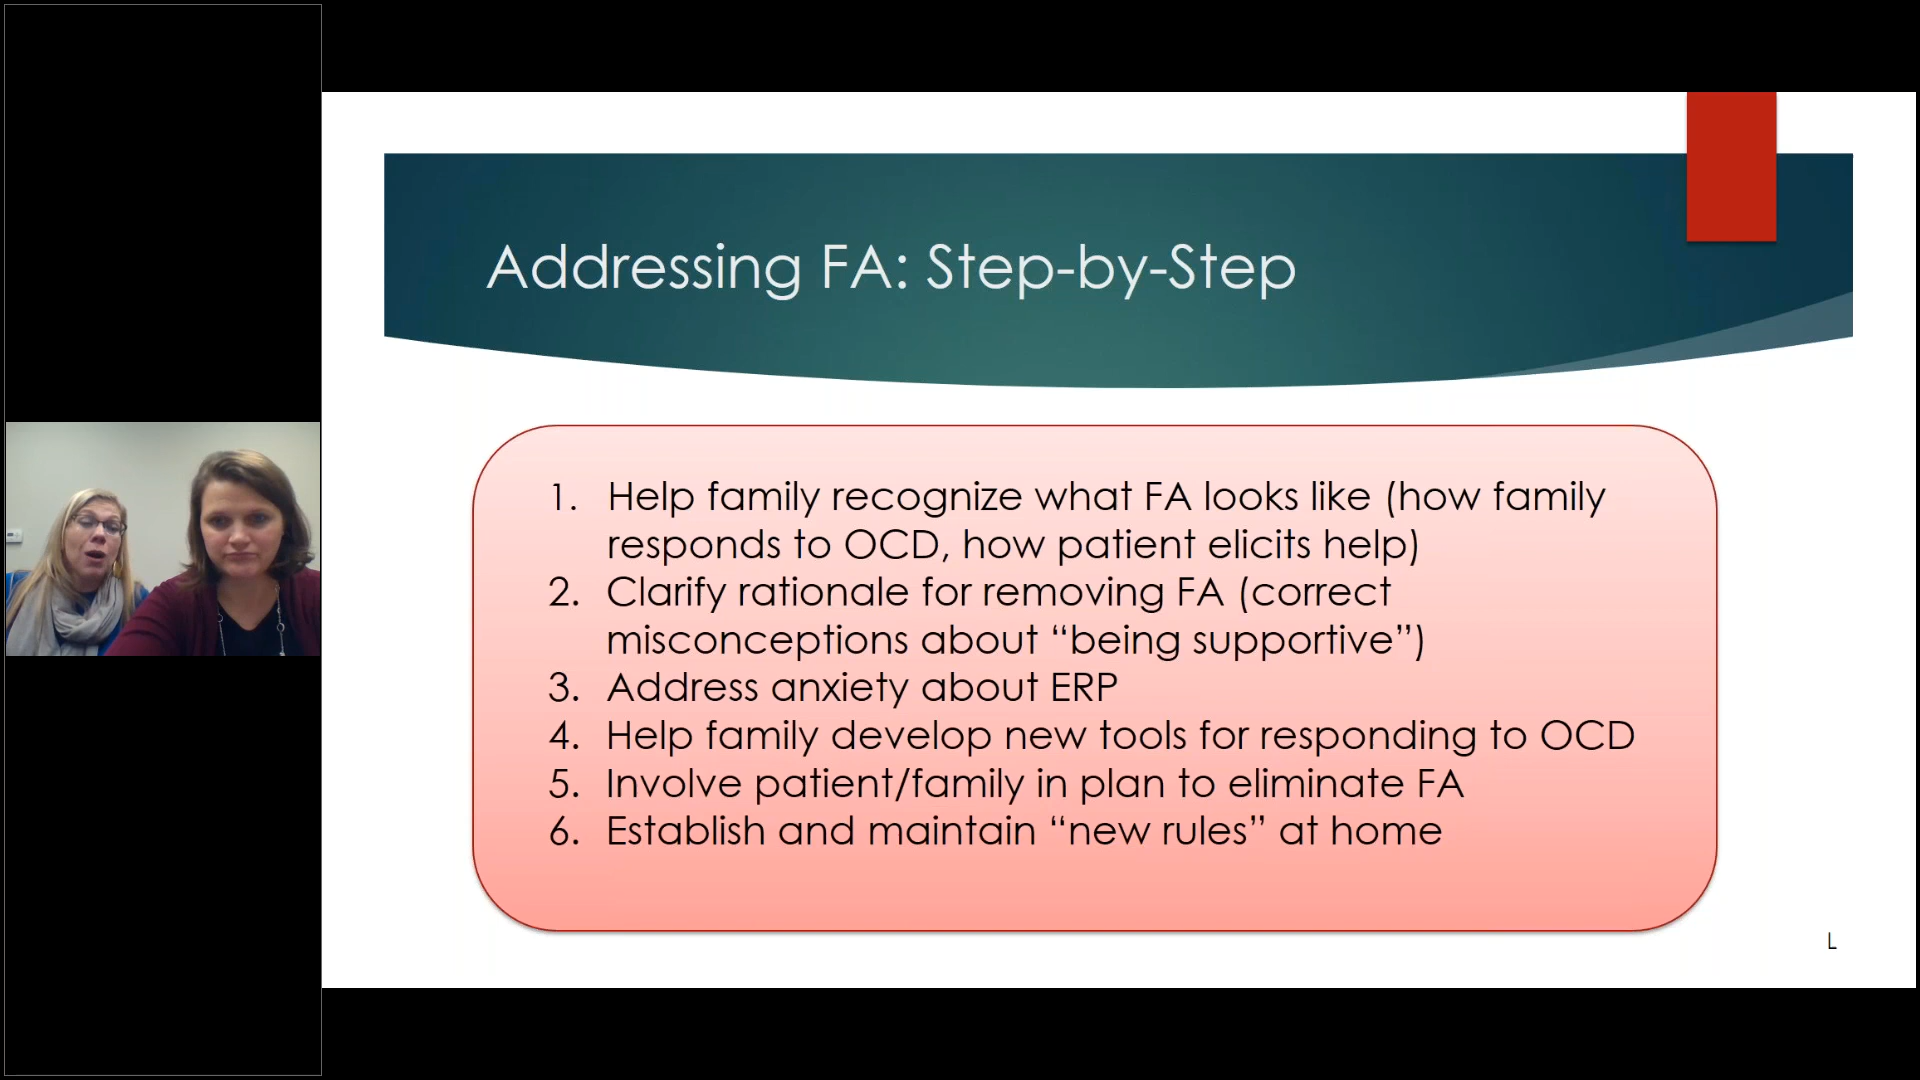 Addressing FA: Step-by-Step
1. Help family recognize what FA looks like (how family
responds to OCD, how patient elicits help)
2. Clarify rationale for removing FA (correct
misconceptions about “being supportive”)
3. Address anxiety about ERP
4. Help family develop new tools for responding to OCD
5. Involve patient/family in plan to eliminate FA
6. Establish and maintain “new rules” at home
L